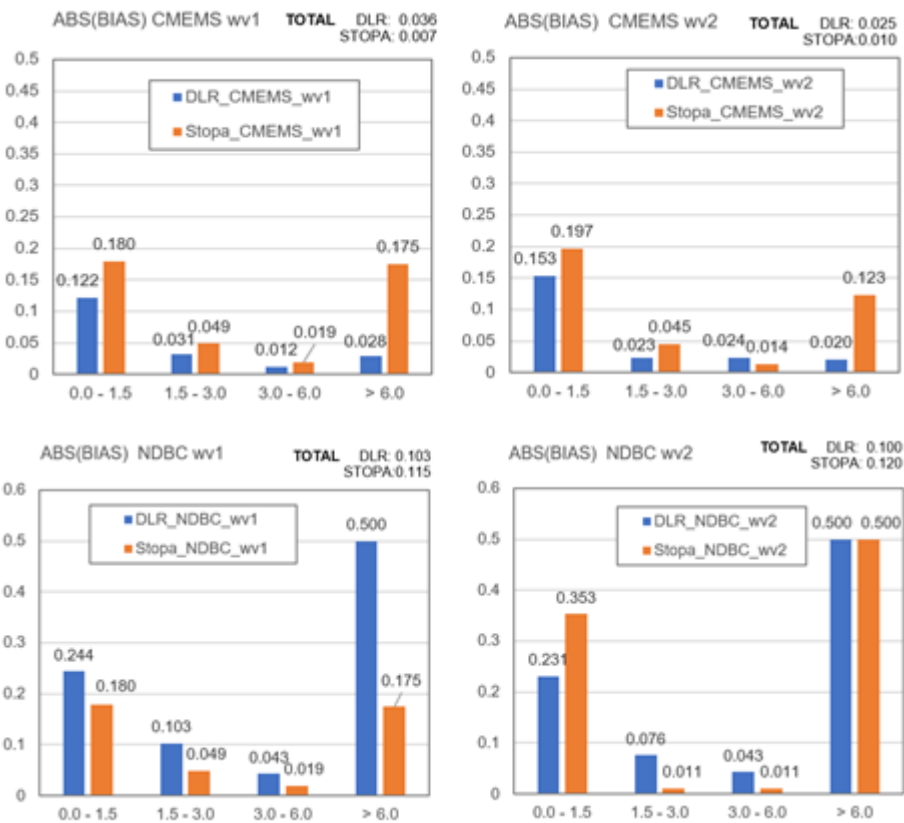 ABS(BIAS) CMEMS wv1 TOTAL DLR: 0.036
STOPA: 0.007
0.5
0.45
0.4
0.35
0.3
0.25
0.2
0.15
0.1
0.05
0
DLR_CMEMS_wv1
Stopa_CMEMS_wv1
0.122
0.180
0.031
0.049
0.012
0.019
0.028
0.175
0.0 - 1.5
1.5 - 3.0
3.0 - 6.0
> 6.0
ABS(BIAS) CMEMS wv2 TOTAL DLR: 0.025
STOPA:0.010
0.5
0.45
0.4
0.35
0.3
0.25
0.2
0.15
0.1
0.05
0
DLR_CMEMS_wv2
Stopa_CMEMS_wv2
0.153
0.197
0.023
0.045
0.024
0.014
0.020
0.123
0.0 - 1.5
1.5 - 3.0
3.0 - 6.0
> 6.0
ABS(BIAS) NDBC wv1 TOTAL DLR: 0.103
STOPA:0.115
0.6
0.5
0.4
0.3
0.2
0.1
0
DLR_NDBC_wv1
Stopa_NDBC_wv1
0.244
0.180
0.103
0.049
0.043
0.019
0.500
0.175
0.0 - 1.5
1.5 - 3.0
3.0 - 6.0
> 6.0
ABS(BIAS) NDBC wv2 TOTAL DLR: 0.100
STOPA: 0.120
0.6
0.5
0.4
0.3
0.2
0.1
0
DLR_NDBC_wv2
Stopa_NDBC_wv2
0.231
0.353
0.076
0.011
0.043
0.011
0.500
0.500
0.0 - 1.5
1.5 - 3.0
3.0 - 6.0
> 6.0